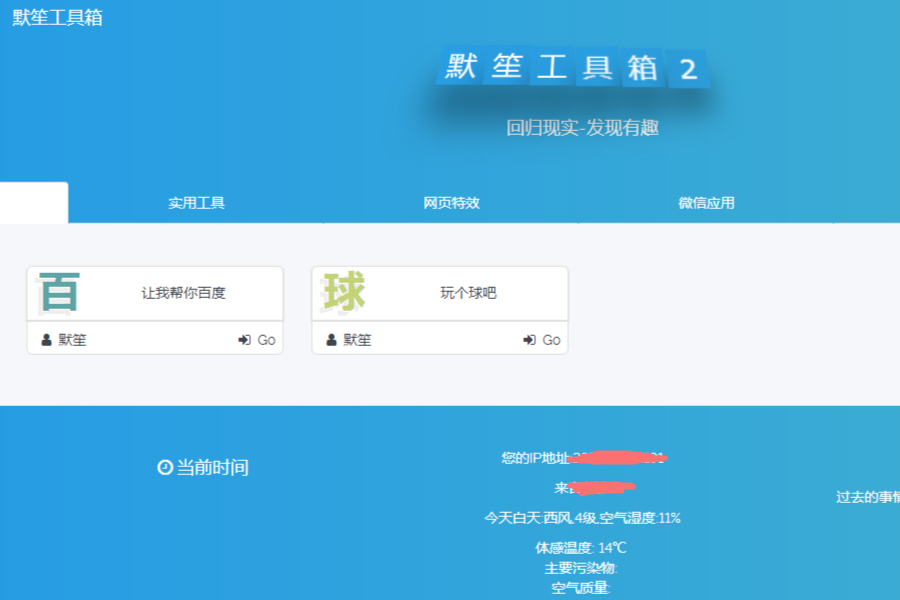 默笙工具箱
默笙工具箱2
回归现实-发现有趣
实用工具 网页特效 微信应用
百 让我帮你百度 球 玩个球吧
默笙 Go 默笙 Go
当前时间
您的IP地址
来自
过去的事情
今天白天:西风,4级,空气湿度:11%
体感温度: 14℃
主要污染物:
空气质量: